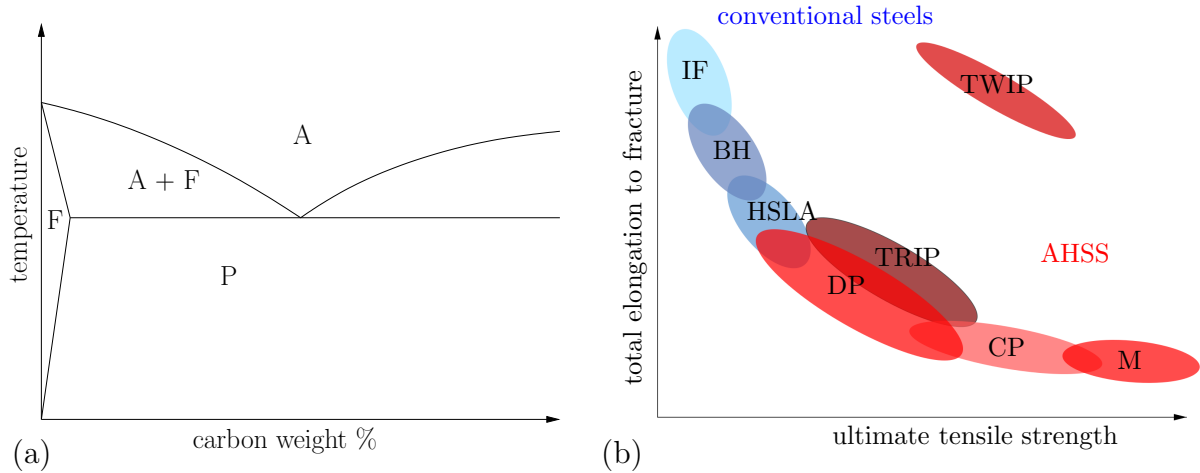 temperature
A
A + F
F
P
carbon weight %
(a)
conventional steels
total elongation to fracture
IF
TWIP
BH
HSLA
TRIP
AHSS
DP
CP
M
ultimate tensile strength
(b)